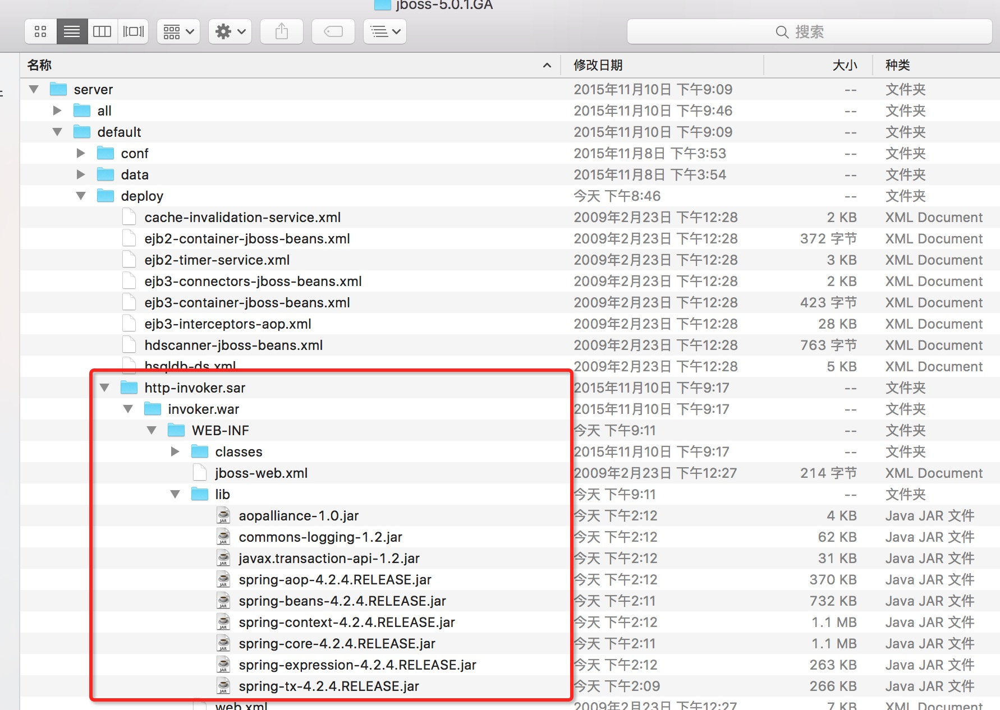 jboss-5.0.1.GA
搜索
名称 修改日期 大小 种类
server 2015年11月10日 下午9:09 -- 文件夹
all 2015年11月10日 下午9:46 -- 文件夹
default 2015年11月10日 下午9:09 -- 文件夹
conf 2015年11月8日 下午3:53 -- 文件夹
data 2015年11月8日 下午3:54 -- 文件夹
deploy 今天 下午8:46 -- 文件夹
cache-invalidation-service.xml 2009年2月23日 下午12:28 2 KB XML Document
ejb2-container-jboss-beans.xml 2009年2月23日 下午12:28 372 字节 XML Document
ejb2-timer-service.xml 2009年2月23日 下午12:28 3 KB XML Document
ejb3-connectors-jboss-beans.xml 2009年2月23日 下午12:28 2 KB XML Document
ejb3-container-jboss-beans.xml 2009年2月23日 下午12:28 423 字节 XML Document
ejb3-interceptors-aop.xml 2009年2月23日 下午12:28 28 KB XML Document
hdscanner-jboss-beans.xml 2009年2月23日 下午12:28 763 字节 XML Document
hsqldb-ds.xml 2009年2月23日 下午12:28 5 KB XML Document
http-invoker.sar 2015年11月10日 下午9:17 -- 文件夹
invoker.war 2015年11月10日 下午9:17 -- 文件夹
WEB-INF 今天 下午9:11 -- 文件夹
classes 2015年11月10日 下午9:17 -- 文件夹
jboss-web.xml 2009年2月23日 下午12:27 214 字节 XML Document
lib 今天 下午9:11 -- 文件夹
aopalliance-1.0.jar 今天 下午2:12 4 KB Java JAR 文件
commons-logging-1.2.jar 今天 下午2:12 62 KB Java JAR 文件
javax.transaction-api-1.2.jar 今天 下午2:12 31 KB Java JAR 文件
spring-aop-4.2.4.RELEASE.jar 今天 下午2:12 370 KB Java JAR 文件
spring-beans-4.2.4.RELEASE.jar 今天 下午2:11 732 KB Java JAR 文件
spring-context-4.2.4.RELEASE.jar 今天 下午2:12 1.1 MB Java JAR 文件
spring-core-4.2.4.RELEASE.jar 今天 下午2:11 1.1 MB Java JAR 文件
spring-expression-4.2.4.RELEASE.jar 今天 下午2:12 263 KB Java JAR 文件
spring-tx-4.2.4.RELEASE.jar 今天 下午2:09 266 KB Java JAR 文件
web.xml 2009年2月23日 下午12:27 7 KB XML Document